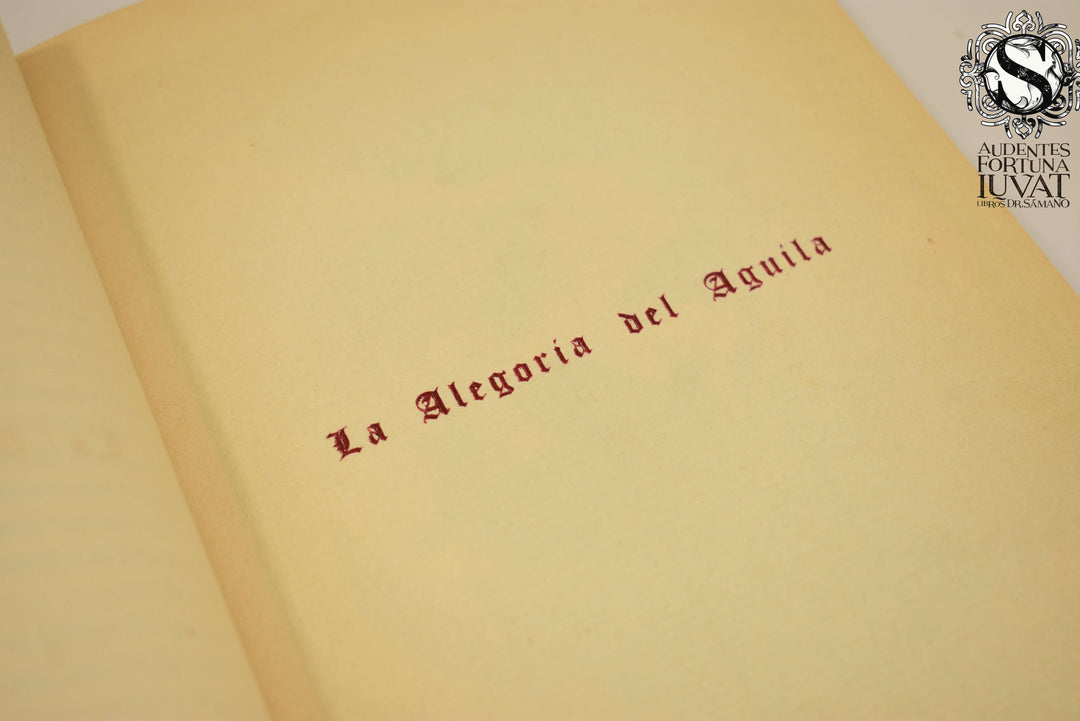 La Alegoria del Aguila
S
AUDENTES
FORTUNA
IUVAT
LIBROS DR. SÁMANO